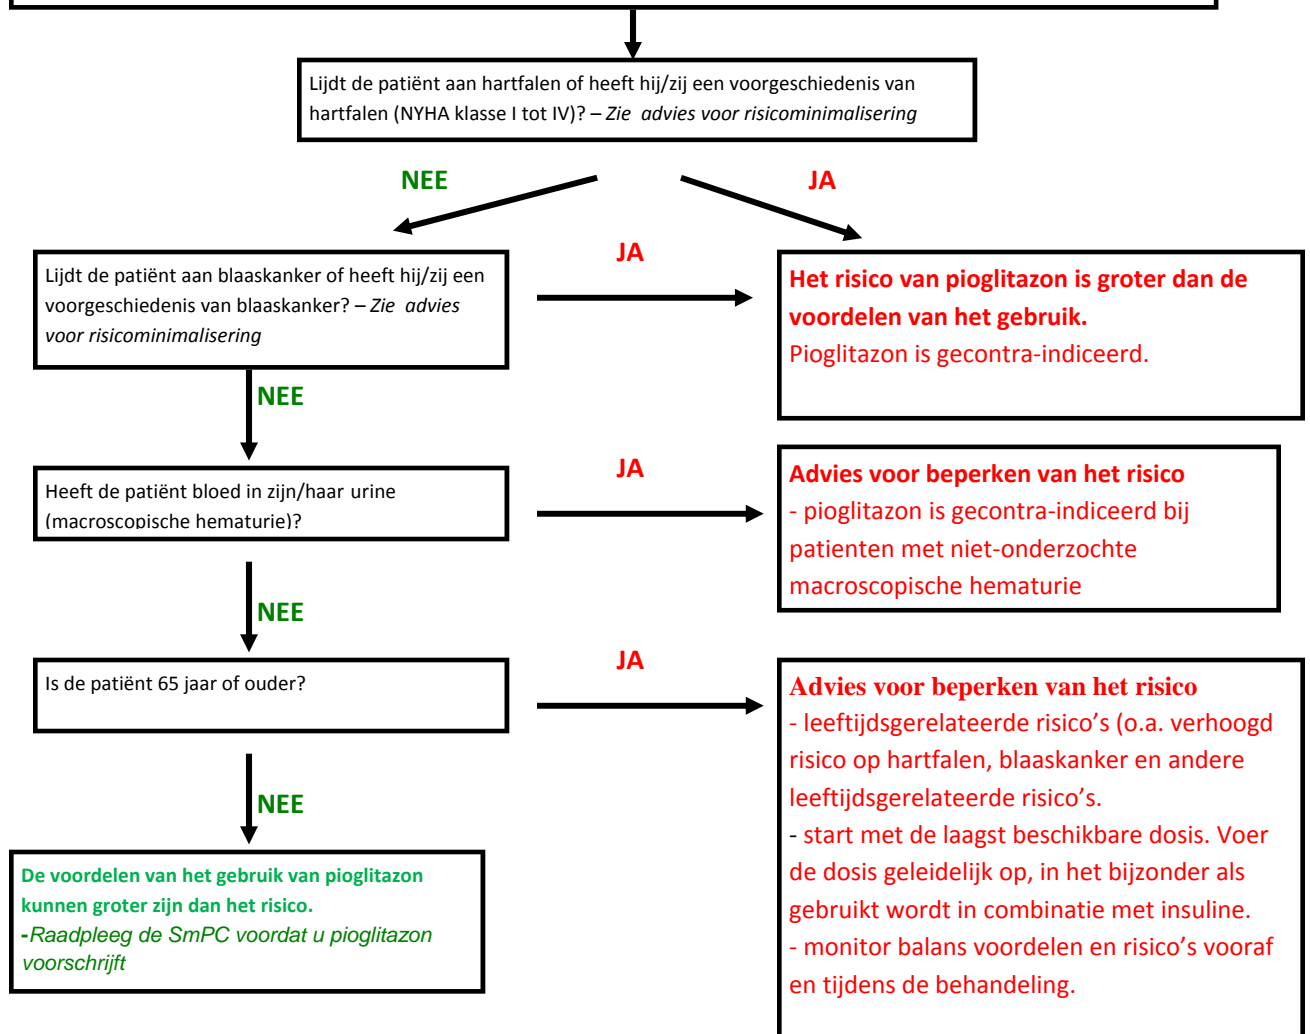 Lijdt de patiënt aan hartfalen of heeft hij/zij een voorgeschiedenis van
hartfalen (NYHA klasse I tot IV)? – Zie advies voor risicominimalisering
NEE
JA
Lijdt de patiënt aan blaaskanker of heeft hij/zij een
voorgeschiedenis van blaaskanker? – Zie advies
voor risicominimalisering
JA
Het risico van pioglitazon is groter dan de
voordelen van het gebruik.
Pioglitazon is gecontra-indiceerd.
NEE
Heeft de patiënt bloed in zijn/haar urine
(macroscopische hematurie)?
JA
Advies voor beperken van het risico
- pioglitazon is gecontra-indiceerd bij
patienten met niet-onderzochte
macroscopische hematurie
NEE
Is de patiënt 65 jaar of ouder?
JA
Advies voor beperken van het risico
- leeftijdsgerelateerde risico’s (o.a. verhoogd
risico op hartfalen, blaaskanker en andere
leeftijdsgerelateerde risico’s.
- start met de laagst beschikbare dosis. Voer
de dosis geleidelijk op, in het bijzonder als
gebruikt wordt in combinatie met insuline.
- monitor balans voordelen en risico’s vooraf
en tijdens de behandeling.
NEE
De voordelen van het gebruik van pioglitazon
kunnen groter zijn dan het risico.
-Raadpleeg de SmPC voordat u pioglitazon
voorschrijft